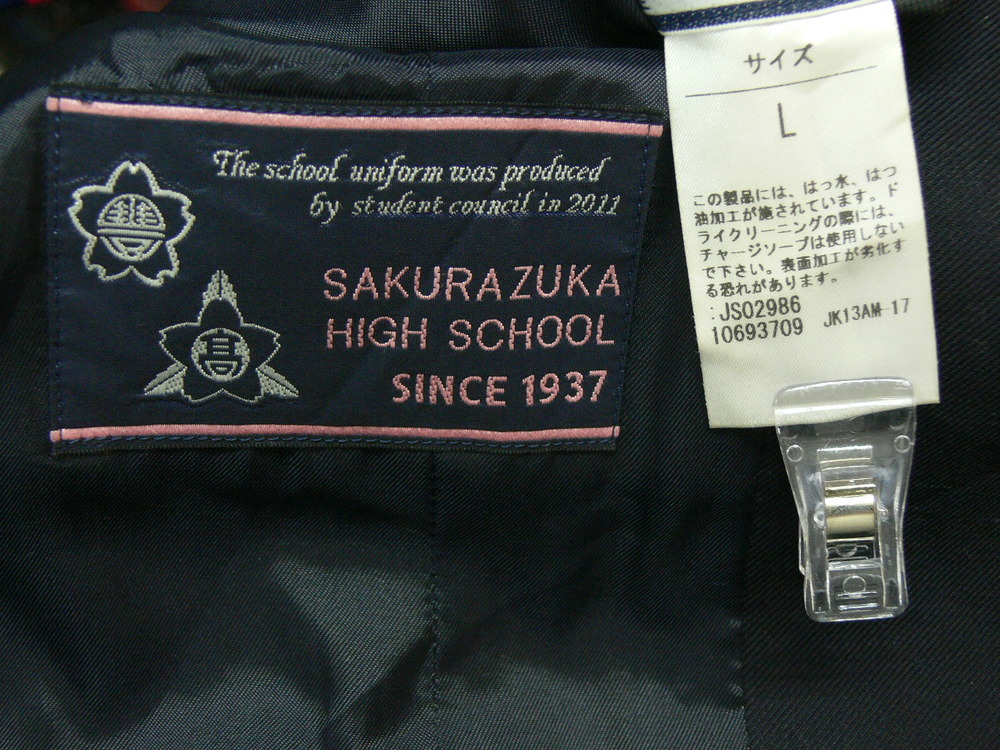 The school uniform was produced
by student council in 2011
SAKURAZUKA
HIGH SCHOOL
SINCE 1937
サイズ
L
この製品には、はっ水、はつ
油加工が施されています。ド
ライクリーニングの際には、
チャージソープは使用しない
で下さい。表面加工が劣化す
る恐れがあります。
:JS02986
10693709 JK13AM-17